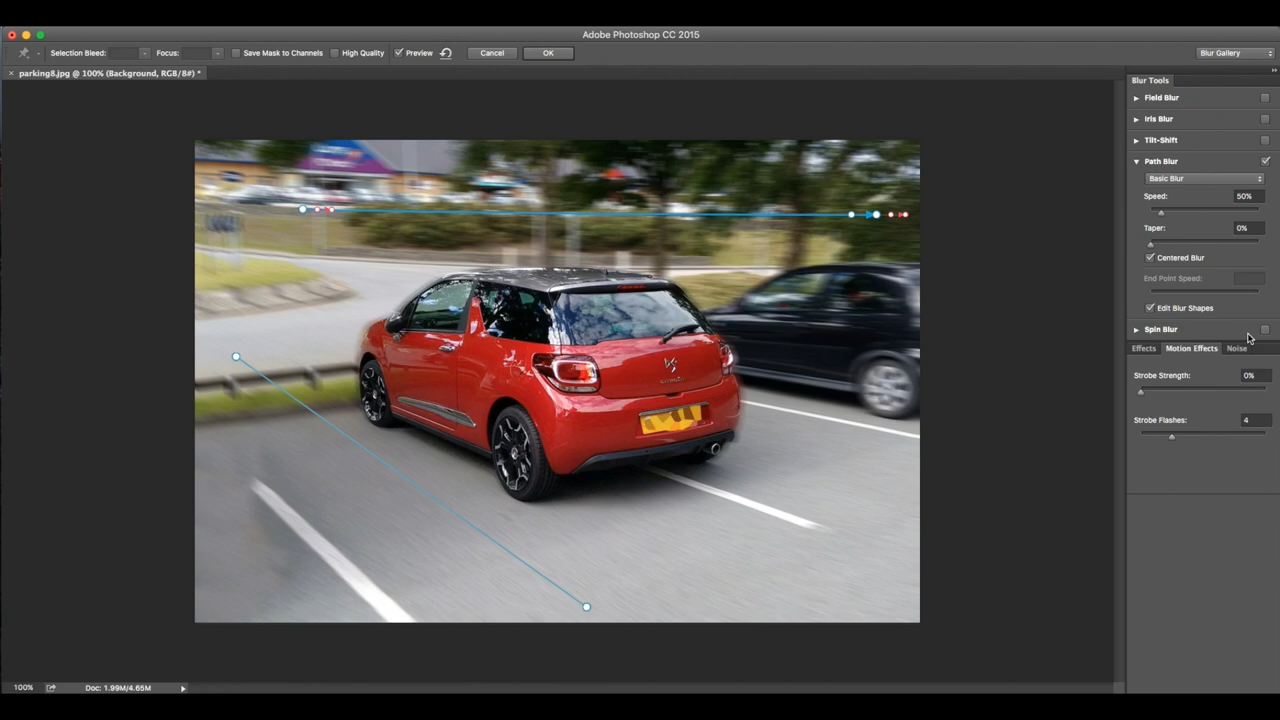 Adobe Photoshop CC 2015
Selection Bleed: Focus: Save Mask to Channels High Quality Preview Cancel OK Blur Gallery
× parking8.jpg @ 100% (Background, RGB/8#) *
Blur Tools
Field Blur
Iris Blur
Tilt-Shift
Path Blur
Basic Blur
Speed: 50%
Taper: 0%
Centered Blur
End Point Speed:
Edit Blur Shapes
Spin Blur
Effects Motion Effects Noise
Strobe Strength: 0%
Strobe Flashes: 4
100% Doc: 1.99M/4.65M